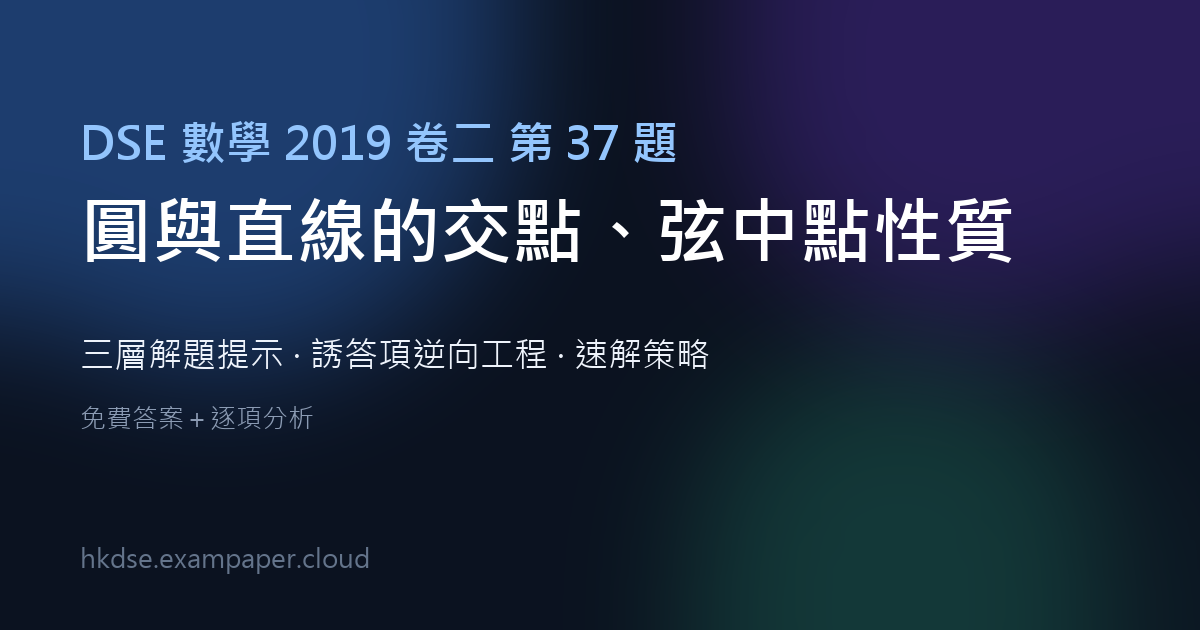 DSE 數學 2019 卷二 第 37 題
圓與直線的交點、弦中點性質
三層解題提示 · 誘答項逆向工程 · 速解策略
免費答案 + 逐項分析
hkdse.exampaper.cloud